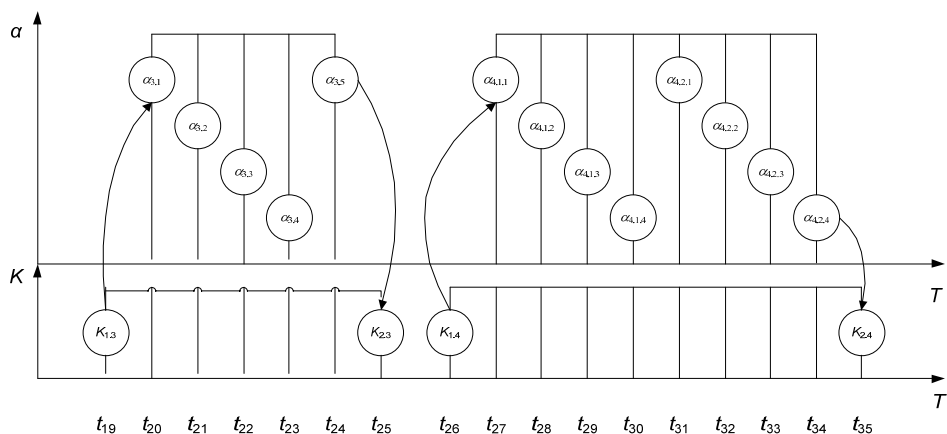 α
α3.1 α3.5 α4.1.1 α4.2.1
α3.2 α4.1.2 α4.2.2
α3.3 α4.1.3 α4.2.3
α3.4 α4.1.4 α4.2.4
K
T
K1.3 K2.3 K1.4 K2.4
T
t19 t20 t21 t22 t23 t24 t25 t26 t27 t28 t29 t30 t31 t32 t33 t34 t35